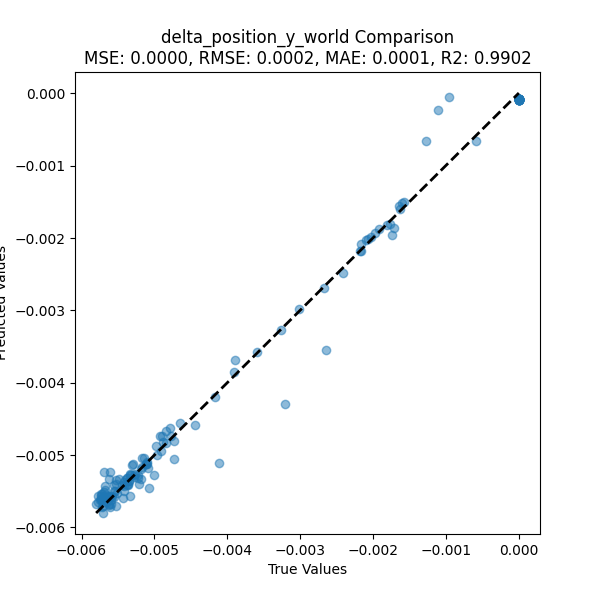 delta_position_y_world Comparison
MSE: 0.0000, RMSE: 0.0002, MAE: 0.0001, R2: 0.9902
0.000
−0.001
−0.002
−0.003
−0.004
−0.005
−0.006
Predicted Values
−0.006 −0.005 −0.004 −0.003 −0.002 −0.001 0.000
True Values